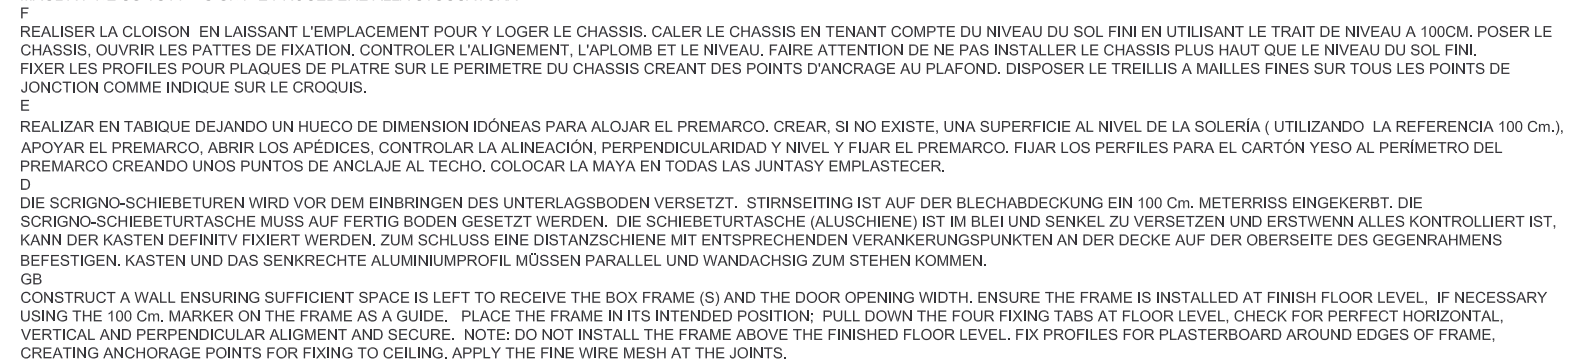 F
REALISER LA CLOISON EN LAISSANT L'EMPLACEMENT POUR Y LOGER LE CHASSIS. CALER LE CHASSIS EN TENANT COMPTE DU NIVEAU DU SOL FINI EN UTILISANT LE TRAIT DE NIVEAU A 100CM. POSER LE
CHASSIS, OUVRIR LES PATTES DE FIXATION. CONTROLER L'ALIGNEMENT, L'APLOMB ET LE NIVEAU. FAIRE ATTENTION DE NE PAS INSTALLER LE CHASSIS PLUS HAUT QUE LE NIVEAU DU SOL FINI.
FIXER LES PROFILES POUR PLAQUES DE PLATRE SUR LE PERIMETRE DU CHASSIS CREANT DES POINTS D'ANCRAGE AU PLAFOND. DISPOSER LE TREILLIS A MAILLES FINES SUR TOUS LES POINTS DE
JONCTION COMME INDIQUE SUR LE CROQUIS.
E
REALIZAR EN TABIQUE DEJANDO UN HUECO DE DIMENSION IDÓNEAS PARA ALOJAR EL PREMARCO. CREAR, SI NO EXISTE, UNA SUPERFICIE AL NIVEL DE LA SOLERÍA ( UTILIZANDO LA REFERENCIA 100 Cm.),
APOYAR EL PREMARCO, ABRIR LOS APÉDICES, CONTROLAR LA ALINEACIÓN, PERPENDICULARIDAD Y NIVEL Y FIJAR EL PREMARCO. FIJAR LOS PERFILES PARA EL CARTÓN YESO AL PERÍMETRO DEL
PREMARCO CREANDO UNOS PUNTOS DE ANCLAJE AL TECHO. COLOCAR LA MAYA EN TODAS LAS JUNTASY EMPLASTECER.
D
DIE SCRIGNO-SCHIEBETUREN WIRD VOR DEM EINBRINGEN DES UNTERLAGSBODEN VERSETZT. STIRNSEITING IST AUF DER BLECHABDECKUNG EIN 100 Cm. METERRISS EINGEKERBT. DIE
SCRIGNO-SCHIEBETURTASCHE MUSS AUF FERTIG BODEN GESETZT WERDEN. DIE SCHIEBETURTASCHE (ALUSCHIENE) IST IM BLEI UND SENKEL ZU VERSETZEN UND ERSTWENN ALLES KONTROLLIERT IST,
KANN DER KASTEN DEFINITV FIXIERT WERDEN. ZUM SCHLUSS EINE DISTANZSCHIENE MIT ENTSPRECHENDEN VERANKERUNGSPUNKTEN AN DER DECKE AUF DER OBERSEITE DES GEGENRAHMENS
BEFESTIGEN. KASTEN UND DAS SENKRECHTE ALUMINIUMPROFIL MÜSSEN PARALLEL UND WANDACHSIG ZUM STEHEN KOMMEN.
GB
CONSTRUCT A WALL ENSURING SUFFICIENT SPACE IS LEFT TO RECEIVE THE BOX FRAME (S) AND THE DOOR OPENING WIDTH. ENSURE THE FRAME IS INSTALLED AT FINISH FLOOR LEVEL, IF NECESSARY
USING THE 100 Cm. MARKER ON THE FRAME AS A GUIDE. PLACE THE FRAME IN ITS INTENDED POSITION; PULL DOWN THE FOUR FIXING TABS AT FLOOR LEVEL, CHECK FOR PERFECT HORIZONTAL,
VERTICAL AND PERPENDICULAR ALIGMENT AND SECURE. NOTE: DO NOT INSTALL THE FRAME ABOVE THE FINISHED FLOOR LEVEL. FIX PROFILES FOR PLASTERBOARD AROUND EDGES OF FRAME,
CREATING ANCHORAGE POINTS FOR FIXING TO CEILING. APPLY THE FINE WIRE MESH AT THE JOINTS.